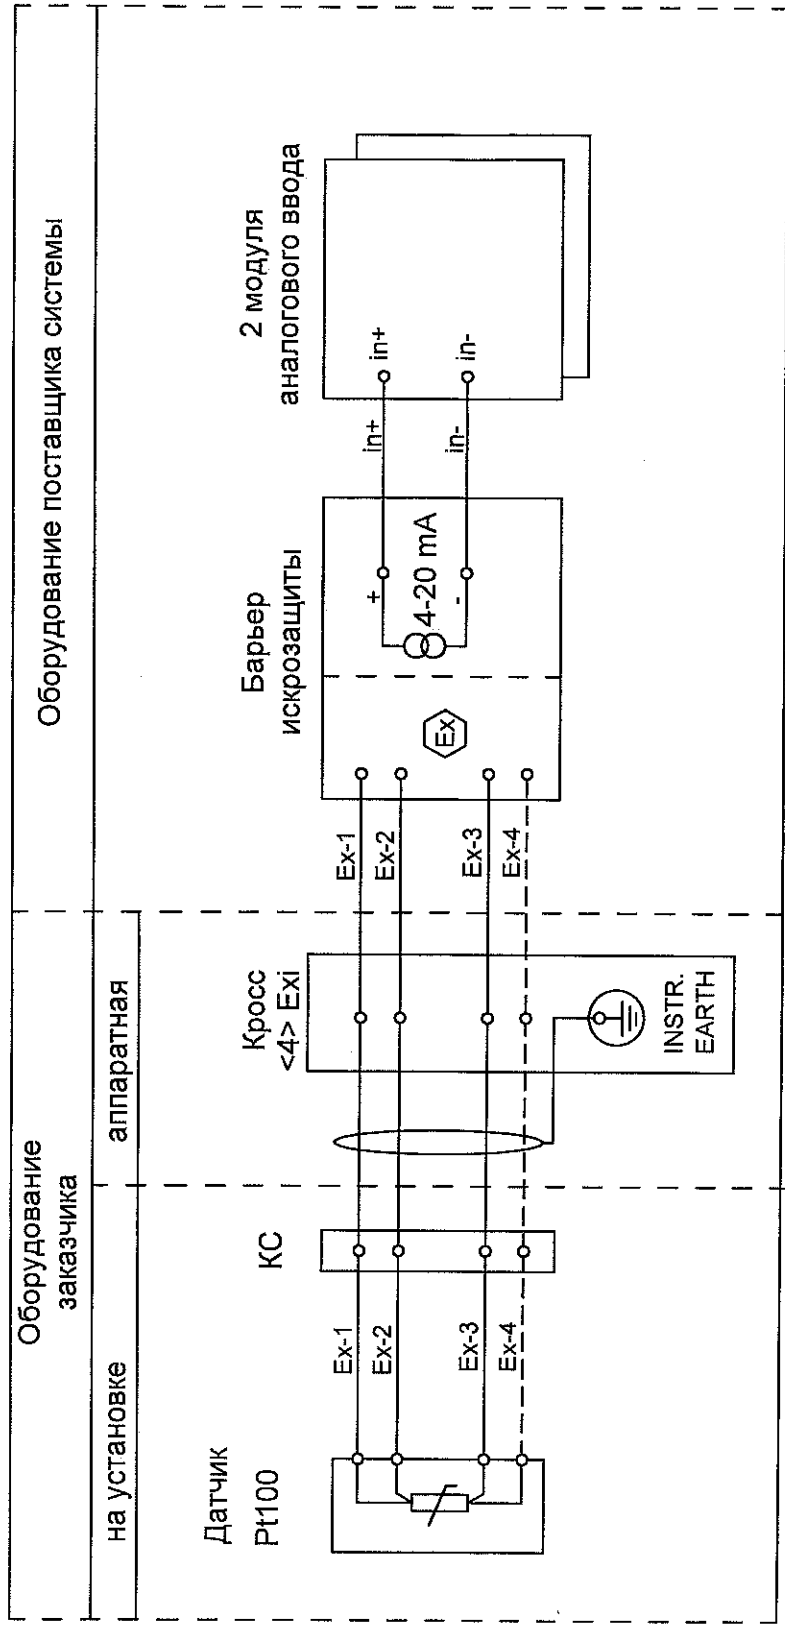 Оборудование
заказчика
Оборудование поставщика системы
на установке
аппаратная
Датчик
Pt100
Ex-1
Ex-2
Ex-3
Ex-4
КС
Кросс
<4> Exi
INSTR.
EARTH
Ex-1
Ex-2
Ex-3
Ex-4
Барьер
искрозащиты
Ex
+
4-20 mA
-
in+
in-
2 модуля
аналогового ввода
in+
in-